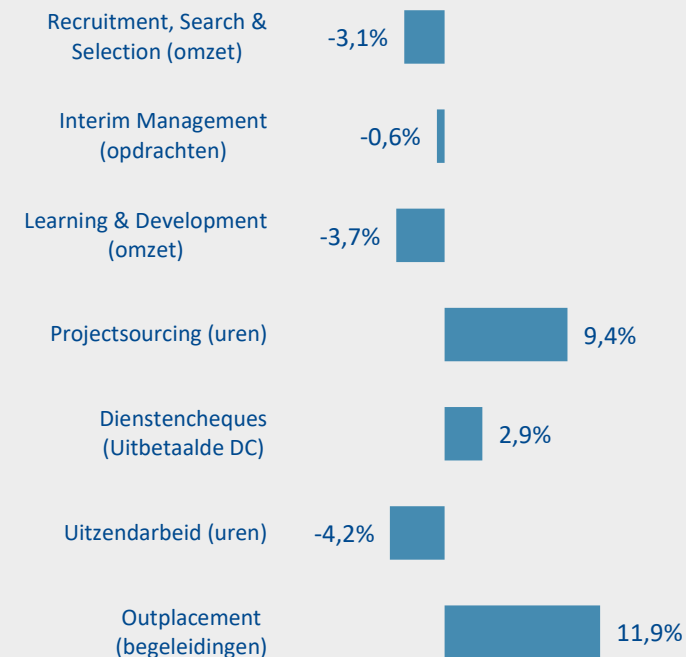 Recruitment, Search &
Selection (omzet)
-3,1%
Interim Management
(opdrachten)
-0,6%
Learning & Development
(omzet)
-3,7%
Projectsourcing (uren)
9,4%
Dienstencheques
(Uitbetaalde DC)
2,9%
Uitzendarbeid (uren)
-4,2%
Outplacement
(begeleidingen)
11,9%